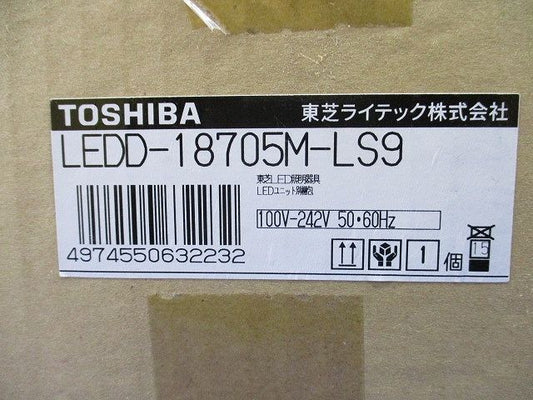 TOSHIBA 東芝ライテック株式会社
LEDD-18705M-LS9
東芝LED照明器具
LEDユニット別梱包
100V-242V 50・60Hz
4974550632232
1個
15